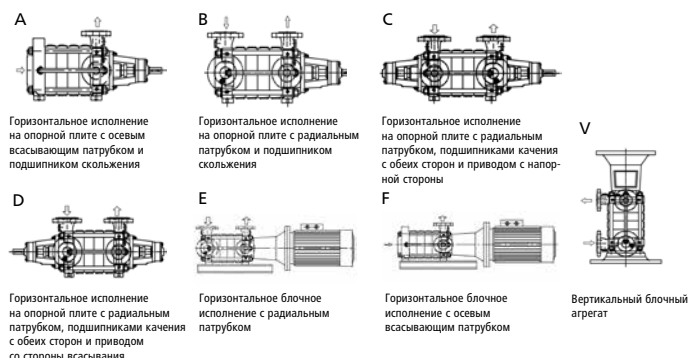 A
Горизонтальное исполнение
на опорной плите с осевым
всасывающим патрубком и
подшипником скольжения
B
Горизонтальное исполнение
на опорной плите с радиальным
патрубком и подшипником
скольжения
C
Горизонтальное исполнение
на опорной плите с радиальным
патрубком, подшипниками качения
с обеих сторон и приводом с напор-
ной стороны
V
Вертикальный блочный
агрегат
D
Горизонтальное исполнение
на опорной плите с радиальным
патрубком, подшипниками качения
с обеих сторон и приводом
со стороны всасывания
E
Горизонтальное блочное
исполнение с радиальным
патрубком
F
Горизонтальное блочное
исполнение с осевым
всасывающим патрубком